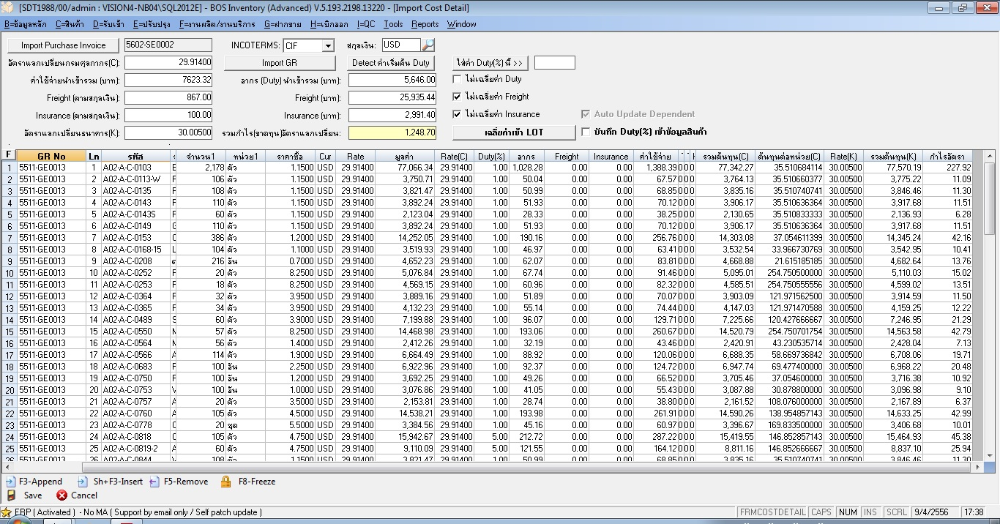 [SDT1988/00/admin : VISION4-NB04\SQL2012E] - BOS Inventory (Advanced) V.5.193.2198.13220 - [Import Cost Detail]
B=ข้อมูลหลัก C=สินค้า D=รับเข้า E=ปรับปรุง F=งานผลิต/งานบริการ G=ฝากขาย H=เบิกออก I=QC Tools Reports Window
Import Purchase Invoice 5602-SE0002 INCOTERMS: CIF สกุลเงิน: USD
อัตราแลกเปลี่ยนกรมศุลกากร(C): 29.91400 Import GR Detect ค่าเริ่มต้น Duty ใส่ค่า Duty(%) นี้ >>
ค่าใช้จ่ายนำเข้ารวม (บาท): 7623.32 อากร (Duty) นำเข้ารวม (บาท): 5,646.00 ไม่เฉลี่ยค่า Duty
Freight (ตามสกุลเงิน): 867.00 Freight (บาท): 25,935.44 ไม่เฉลี่ยค่า Freight
Insurance (ตามสกุลเงิน): 100.00 Insurance (บาท): 2,991.40 ไม่เฉลี่ยค่า Insurance Auto Update Dependent
อัตราแลกเปลี่ยนธนาคาร(K): 30.00500 รวมกำไร(ขาดทุน)อัตราแลกเปลี่ยน: 1,248.70 เฉลี่ยค่าเข้า LOT บันทึก Duty(%) เข้าข้อมูลสินค้า
F GR No Ln รหัส จำนวน1 หน่วย1 ราคาซื้อ Cur Rate มูลค่า Rate(C) Duty(%) อากร Freight Insurance ค่าใช้จ่าย รวมต้นทุน(C) ต้นทุนต่อหน่วย(C) Rate(K) รวมต้นทุน(K) กำไรอัตรา
1 5511-GE0013 1 A02-A-C-0103 E 2,178 ตัว 1.1500 USD 29.91400 77,066.34 29.91400 1.00 1,028.28 0.00 0.00 1,388.39 0 0 0 77,342.27 35.510684114 30.00500 77,570.19 227.92
2 5511-GE0013 2 A02-A-C-0113-W F 106 ตัว 1.1500 USD 29.91400 3,750.71 29.91400 1.00 50.04 0.00 0.00 67.57 0 0 0 3,764.13 35.510660377 30.00500 3,775.22 11.09
3 5511-GE0013 3 A02-A-C-0135 F 108 ตัว 1.1500 USD 29.91400 3,821.47 29.91400 1.00 50.99 0.00 0.00 68.85 0 0 0 3,835.16 35.510740741 30.00500 3,846.46 11.30
4 5511-GE0013 4 A02-A-C-0143 F 110 ตัว 1.1500 USD 29.91400 3,892.24 29.91400 1.00 51.93 0.00 0.00 70.12 0 0 0 3,906.17 35.510636364 30.00500 3,917.68 11.51
5 5511-GE0013 5 A02-A-C-0143S F 60 ตัว 1.1500 USD 29.91400 2,123.04 29.91400 1.00 28.33 0.00 0.00 38.25 0 0 0 2,130.65 35.510833333 30.00500 2,136.93 6.28
6 5511-GE0013 6 A02-A-C-0149 G 110 ตัว 1.1500 USD 29.91400 3,892.24 29.91400 1.00 51.93 0.00 0.00 70.12 0 0 0 3,906.17 35.510636364 30.00500 3,917.68 11.51
7 5511-GE0013 7 A02-A-C-0153 C 386 ตัว 1.2000 USD 29.91400 14,252.05 29.91400 1.00 190.16 0.00 0.00 256.76 0 0 0 14,303.08 37.054611399 30.00500 14,345.24 42.16
8 5511-GE0013 8 A02-A-C-0168-15 L 104 ตัว 1.1000 USD 29.91400 3,519.93 29.91400 1.00 46.97 0.00 0.00 63.41 0 0 0 3,532.54 33.966730769 30.00500 3,542.95 10.41
9 5511-GE0013 9 A02-A-C-0208 ต 216 อัน 0.7000 USD 29.91400 4,652.23 29.91400 1.00 62.07 0.00 0.00 83.81 0 0 0 4,668.88 21.615185185 30.00500 4,682.64 13.76
10 5511-GE0013 10 A02-A-C-0252 F 20 ตัว 8.2500 USD 29.91400 5,076.84 29.91400 1.00 67.74 0.00 0.00 91.46 0 0 0 5,095.01 254.750500000 30.00500 5,110.03 15.02
11 5511-GE0013 11 A02-A-C-0253 F 18 ตัว 8.2500 USD 29.91400 4,569.15 29.91400 1.00 60.96 0.00 0.00 82.32 0 0 0 4,585.51 254.750555556 30.00500 4,599.02 13.51
12 5511-GE0013 12 A02-A-C-0364 F 32 ตัว 3.9500 USD 29.91400 3,889.16 29.91400 1.00 51.89 0.00 0.00 70.07 0 0 0 3,903.09 121.971562500 30.00500 3,914.59 11.50
13 5511-GE0013 13 A02-A-C-0365 F 34 ตัว 3.9500 USD 29.91400 4,132.23 29.91400 1.00 55.14 0.00 0.00 74.44 0 0 0 4,147.03 121.971470588 30.00500 4,159.25 12.22
14 5511-GE0013 14 A02-A-C-0489 S 60 ตัว 3.9000 USD 29.91400 7,199.88 29.91400 1.00 96.07 0.00 0.00 129.71 0 0 0 7,225.66 120.427666667 30.00500 7,246.95 21.29
15 5511-GE0013 15 A02-A-C-0550 M 57 ตัว 8.2500 USD 29.91400 14,468.98 29.91400 1.00 193.06 0.00 0.00 260.67 0 0 0 14,520.79 254.750701754 30.00500 14,563.58 42.79
16 5511-GE0013 16 A02-A-C-0564 M 56 ตัว 1.4000 USD 29.91400 2,412.26 29.91400 1.00 32.19 0.00 0.00 43.46 0 0 0 2,420.91 43.230535714 30.00500 2,428.04 7.13
17 5511-GE0013 17 A02-A-C-0566 A 114 ตัว 1.9000 USD 29.91400 6,664.49 29.91400 1.00 88.92 0.00 0.00 120.06 0 0 0 6,688.35 58.669736842 30.00500 6,708.06 19.71
18 5511-GE0013 18 A02-A-C-0683 F 100 อัน 2.2500 USD 29.91400 6,922.96 29.91400 1.00 92.37 0.00 0.00 124.72 0 0 0 6,947.74 69.477400000 30.00500 6,968.22 20.48
19 5511-GE0013 19 A02-A-C-0750 F 100 อัน 1.2000 USD 29.91400 3,692.25 29.91400 1.00 49.26 0.00 0.00 66.52 0 0 0 3,705.46 37.054600000 30.00500 3,716.38 10.92
20 5511-GE0013 20 A02-A-C-0753 V 100 อัน 1.0000 USD 29.91400 3,076.86 29.91400 1.00 41.05 0.00 0.00 55.43 0 0 0 3,087.88 30.878800000 30.00500 3,096.98 9.10
21 5511-GE0013 21 A02-A-C-0757 A 20 ตัว 3.5000 USD 29.91400 2,153.81 29.91400 1.00 28.74 0.00 0.00 38.80 0 0 0 2,161.52 108.076000000 30.00500 2,167.89 6.37
22 5511-GE0013 22 A02-A-C-0760 A 105 ตัว 4.5000 USD 29.91400 14,538.21 29.91400 1.00 193.98 0.00 0.00 261.91 0 0 0 14,590.26 138.954857143 30.00500 14,633.25 42.99
23 5511-GE0013 23 A02-A-C-0778 C 20 ชุด 5.5000 USD 29.91400 3,384.56 29.91400 1.00 45.16 0.00 0.00 60.97 0 0 0 3,396.67 169.833500000 30.00500 3,406.68 10.01
24 5511-GE0013 24 A02-A-C-0818 C 105 ตัว 4.7500 USD 29.91400 15,942.67 29.91400 5.00 212.72 0.00 0.00 287.22 0 0 0 15,419.55 146.852857143 30.00500 15,464.93 45.38
25 5511-GE0013 25 A02-A-C-0819-2 A 60 ตัว 4.7500 USD 29.91400 9,110.09 29.91400 5.00 121.55 0.00 0.00 164.12 0 0 0 8,811.16 146.852666667 30.00500 8,837.10 25.94
26 5511-GE0013 26 A02-A-C-0844 V 108 ตัว 1.1500 USD 29.91400 3,821.47 29.91400 1.00 50.99 0.00 0.00 68.85 0 0 0 3,835.16 35.510740741 30.00500 3,846.46 11.30
F3-Append Sh+F3-Insert F5-Remove F8-Freeze
Save Cancel
ERP ( Activated ) - No MA ( Support by email only / Self patch update ) FRMCOSTDETAIL CAPS NUM INS SCRL 9/4/2556 17:38